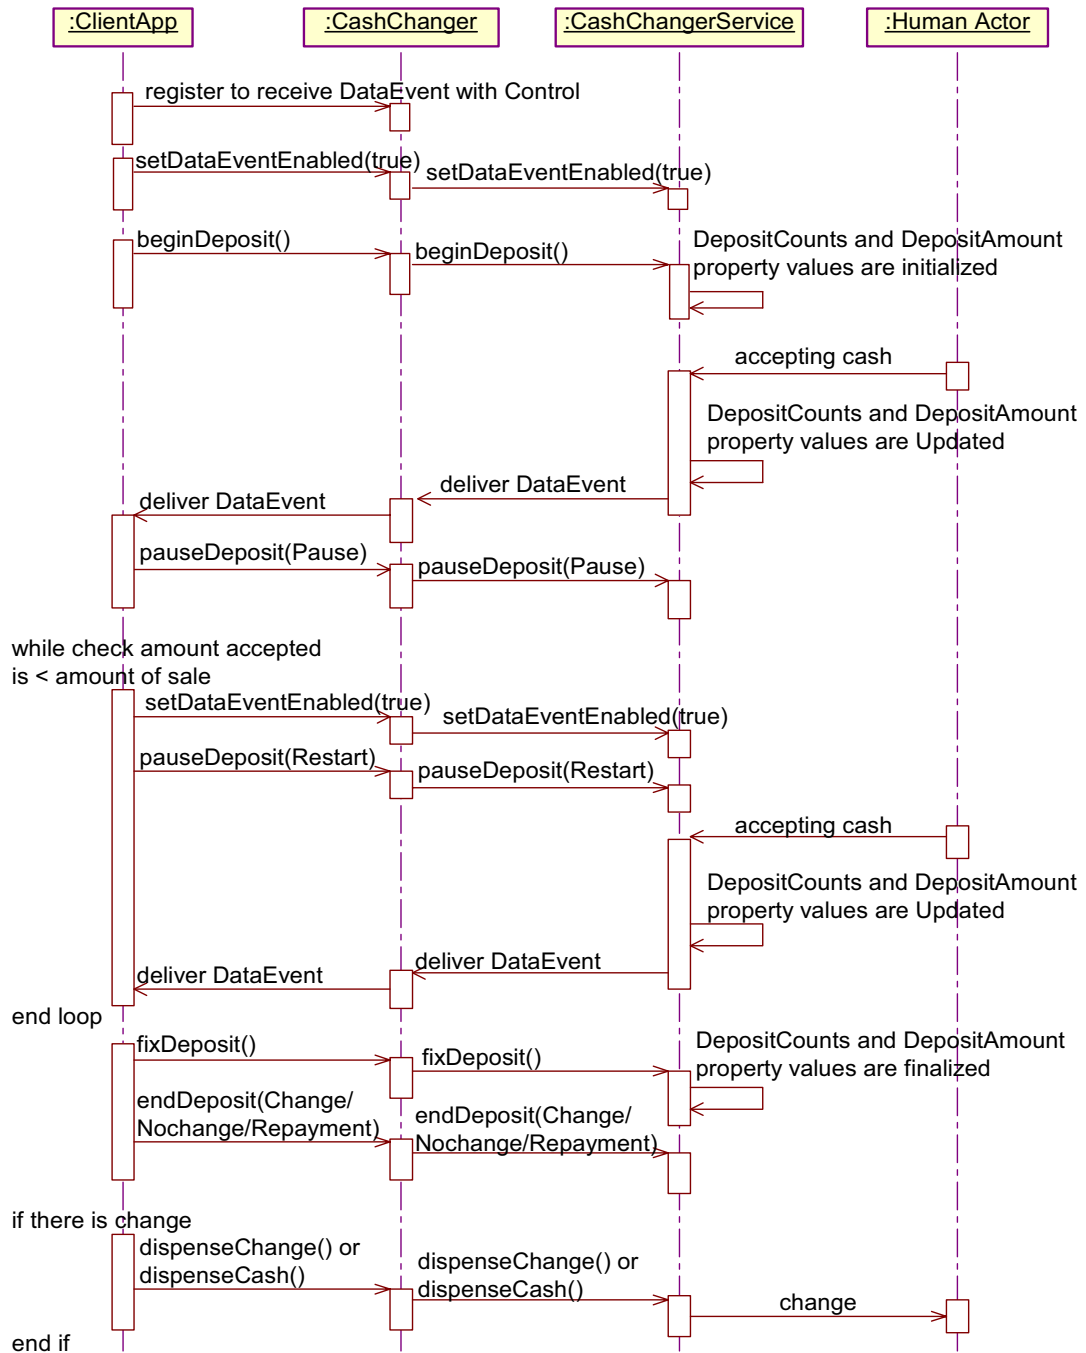 :ClientApp
:CashChanger
:CashChangerService
:Human Actor
register to receive DataEvent with Control
setDataEventEnabled(true)
setDataEventEnabled(true)
beginDeposit()
beginDeposit()
DepositCounts and DepositAmount
property values are initialized
accepting cash
DepositCounts and DepositAmount
property values are Updated
deliver DataEvent
deliver DataEvent
pauseDeposit(Pause)
pauseDeposit(Pause)
while check amount accepted
is < amount of sale
setDataEventEnabled(true)
setDataEventEnabled(true)
pauseDeposit(Restart)
pauseDeposit(Restart)
accepting cash
DepositCounts and DepositAmount
property values are Updated
deliver DataEvent
deliver DataEvent
end loop
fixDeposit()
fixDeposit()
DepositCounts and DepositAmount
property values are finalized
endDeposit(Change/
Nochange/Repayment)
endDeposit(Change/
Nochange/Repayment)
if there is change
dispenseChange() or
dispenseCash()
dispenseChange() or
dispenseCash()
change
end if